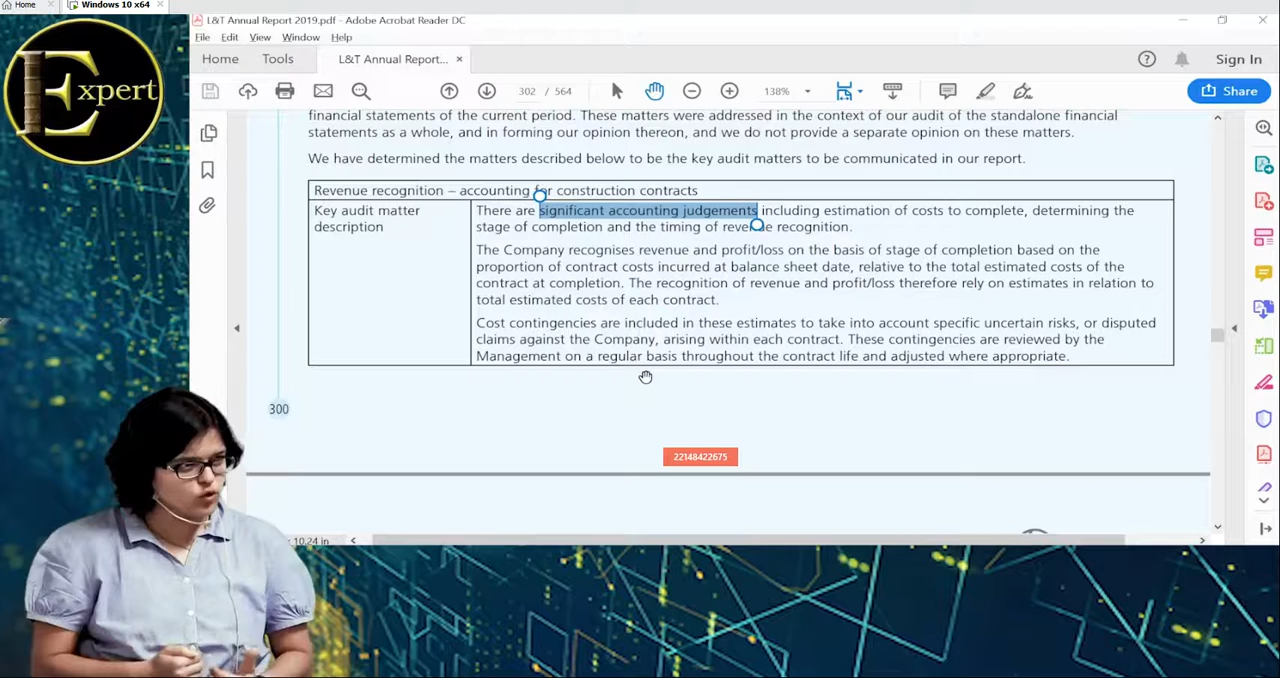 Home
Windows 10 x64
Expert
L&T Annual Report 2019.pdf - Adobe Acrobat Reader DC
File Edit View Window Help
Home Tools L&T Annual Report... ×
Sign In
302 / 564
138%
Share
financial statements of the current period. These matters were addressed in the context of our audit of the standalone financial
statements as a whole, and in forming our opinion thereon, and we do not provide a separate opinion on these matters.
We have determined the matters described below to be the key audit matters to be communicated in our report.
Revenue recognition – accounting for construction contracts
Key audit matter
description
There are significant accounting judgements including estimation of costs to complete, determining the
stage of completion and the timing of revenue recognition.
The Company recognises revenue and profit/loss on the basis of stage of completion based on the
proportion of contract costs incurred at balance sheet date, relative to the total estimated costs of the
contract at completion. The recognition of revenue and profit/loss therefore rely on estimates in relation to
total estimated costs of each contract.
Cost contingencies are included in these estimates to take into account specific uncertain risks, or disputed
claims against the Company, arising within each contract. These contingencies are reviewed by the
Management on a regular basis throughout the contract life and adjusted where appropriate.
300
22148422675
10.24 in